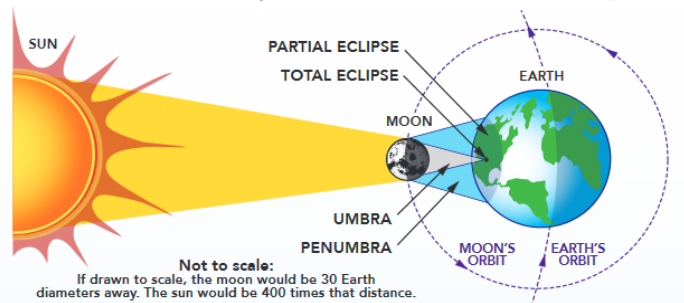 SUN
PARTIAL ECLIPSE
TOTAL ECLIPSE
EARTH
MOON
UMBRA
PENUMBRA
MOON'S
ORBIT
EARTH'S
ORBIT
Not to scale:
If drawn to scale, the moon would be 30 Earth
diameters away. The sun would be 400 times that distance.